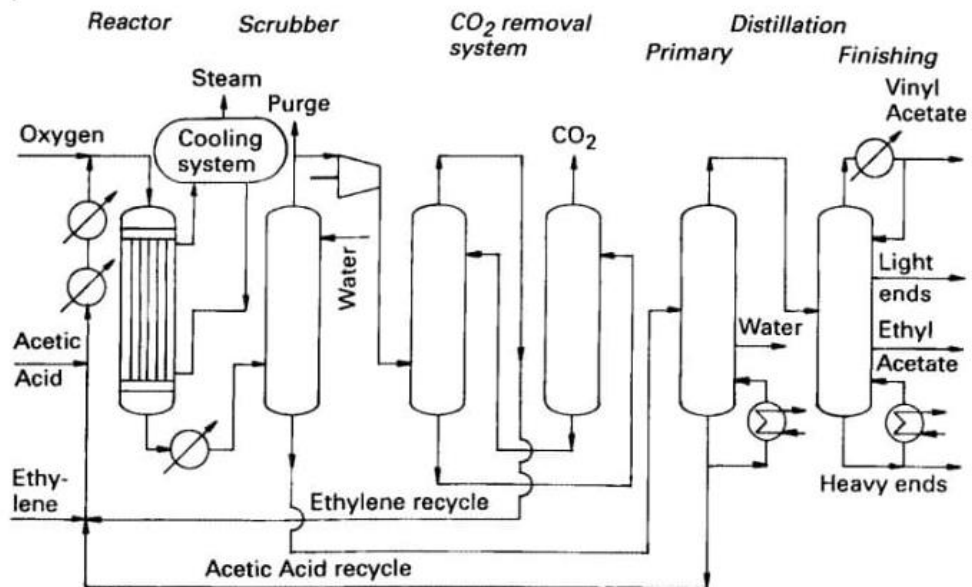 Reactor
Scrubber
CO2 removal
system
Distillation
Primary
Finishing
Steam
Purge
Vinyl
Acetate
Oxygen
Cooling
system
CO2
Water
Light
ends
Water
Ethyl
Acetate
Acetic
Acid
Ethy-
lene
Ethylene recycle
Heavy ends
Acetic Acid recycle